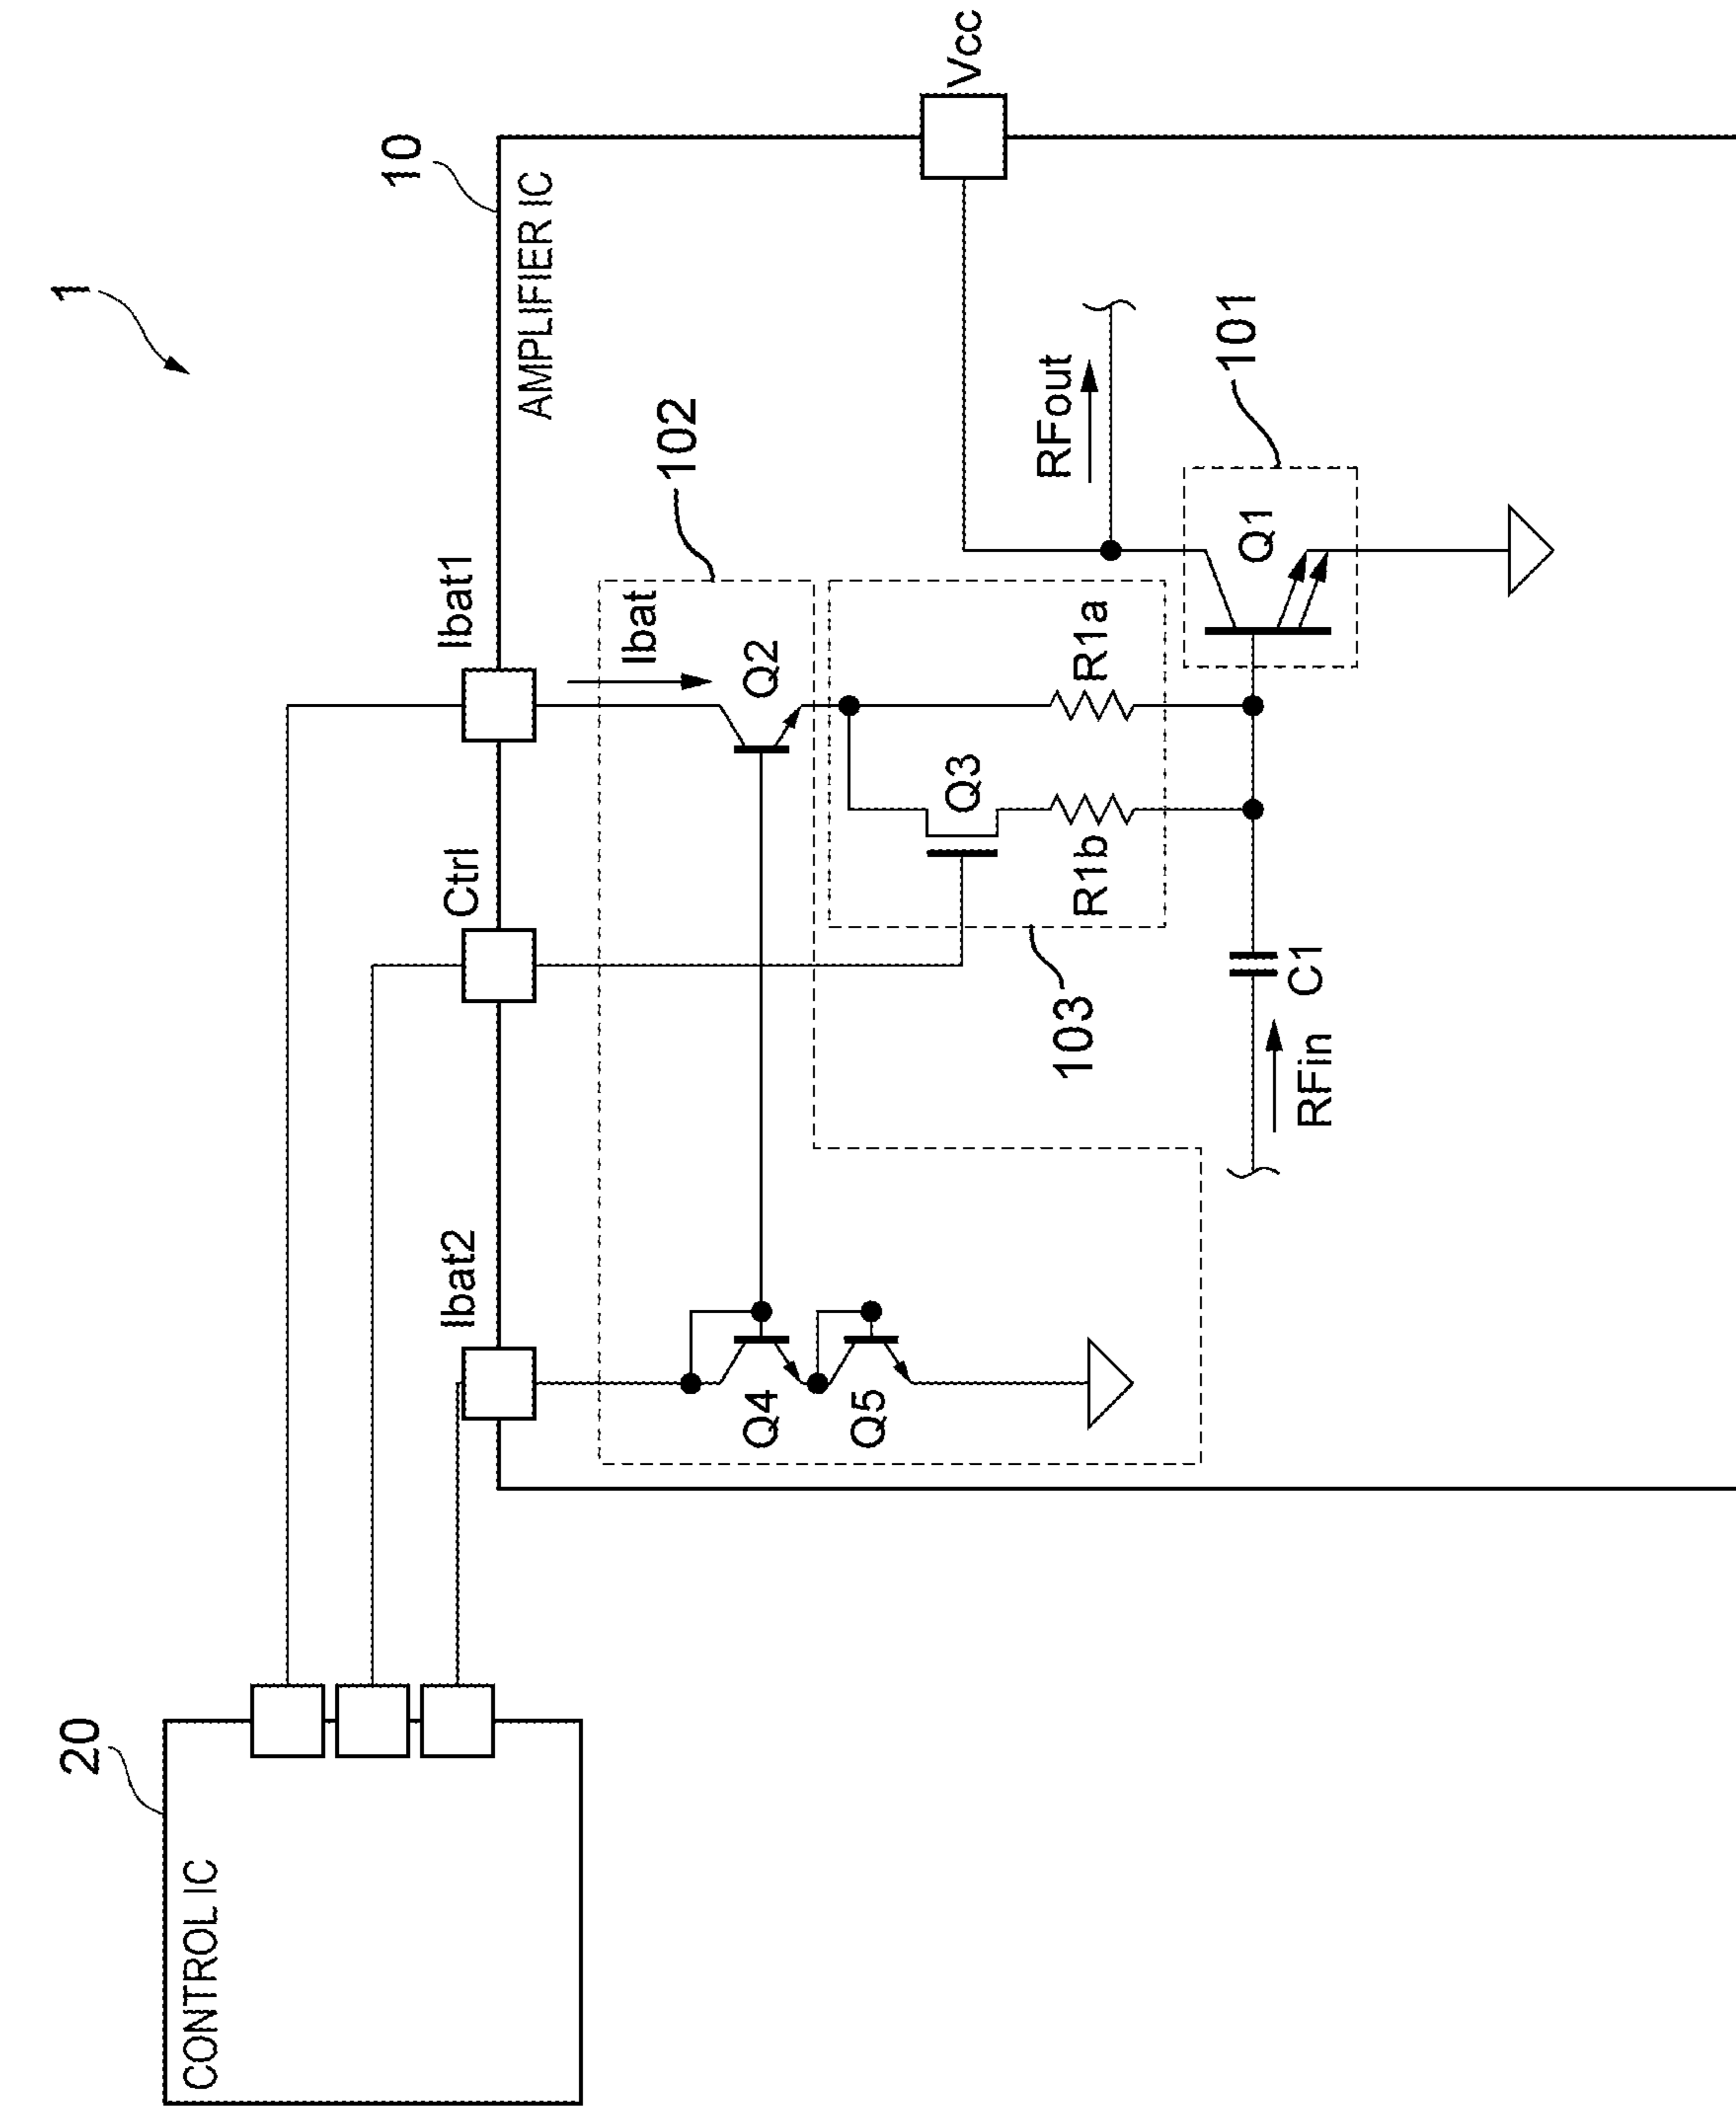 1
20
CONTROL IC
10
AMPLIFIER IC
Ibat2
Ctrl
Ibat1
Vcc
102
Ibat
Q4
Q2
Q5
Q3
103
R1b
R1a
RFout
Q1
101
RFin
C1